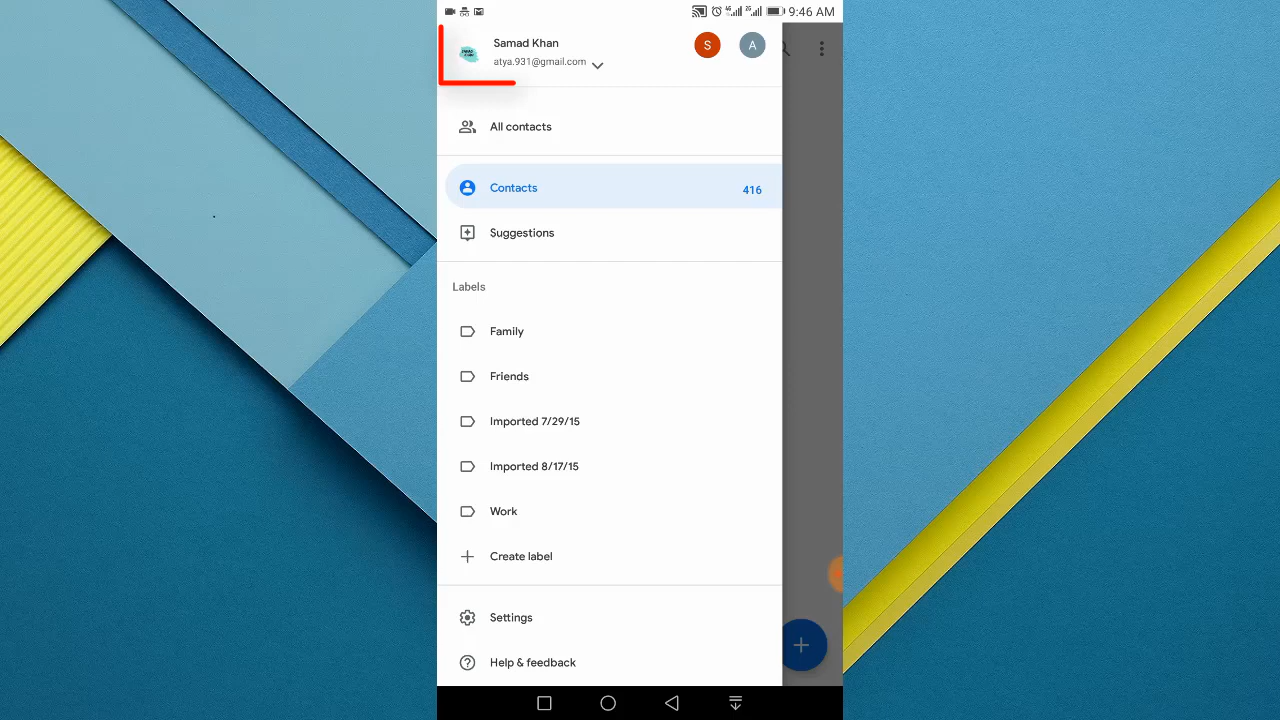 9:46 AM
Samad Khan
atya.931@gmail.com
S
A
All contacts
Contacts
416
Suggestions
Labels
Family
Friends
Imported 7/29/15
Imported 8/17/15
Work
Create label
Settings
Help & feedback